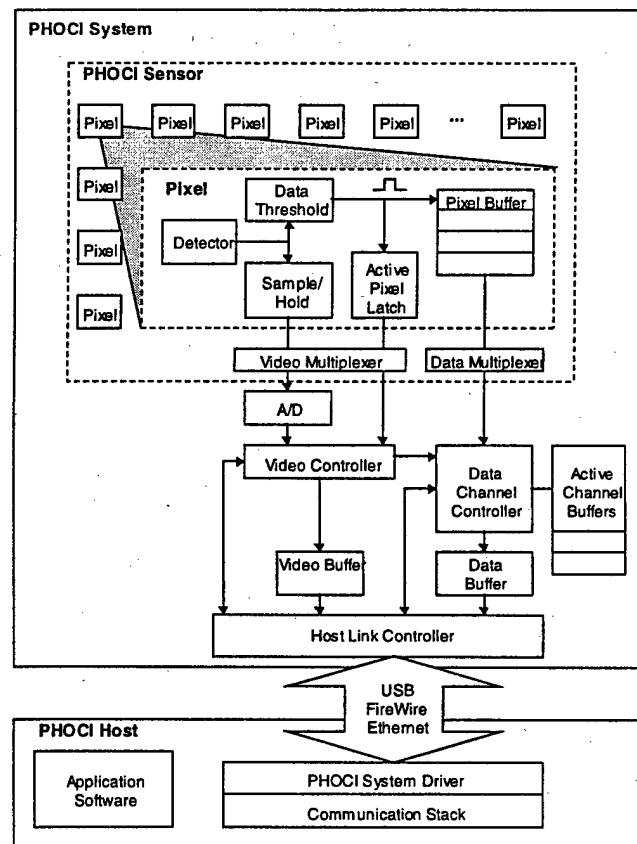 PHOCI System
PHOCI Sensor
Pixel Pixel Pixel Pixel Pixel ... Pixel
Pixel
Pixel
Pixel
Pixel
Detector
Data
Threshold
Sample/
Hold
Active
Pixel
Latch
Pixel Buffer
Video Multiplexer
Data Multiplexer
A/D
Video Controller
Data
Channel
Controller
Active
Channel
Buffers
Video Buffer
Data
Buffer
Host Link Controller
USB
FireWire
Ethernet
PHOCI Host
Application
Software
PHOCI System Driver
Communication Stack